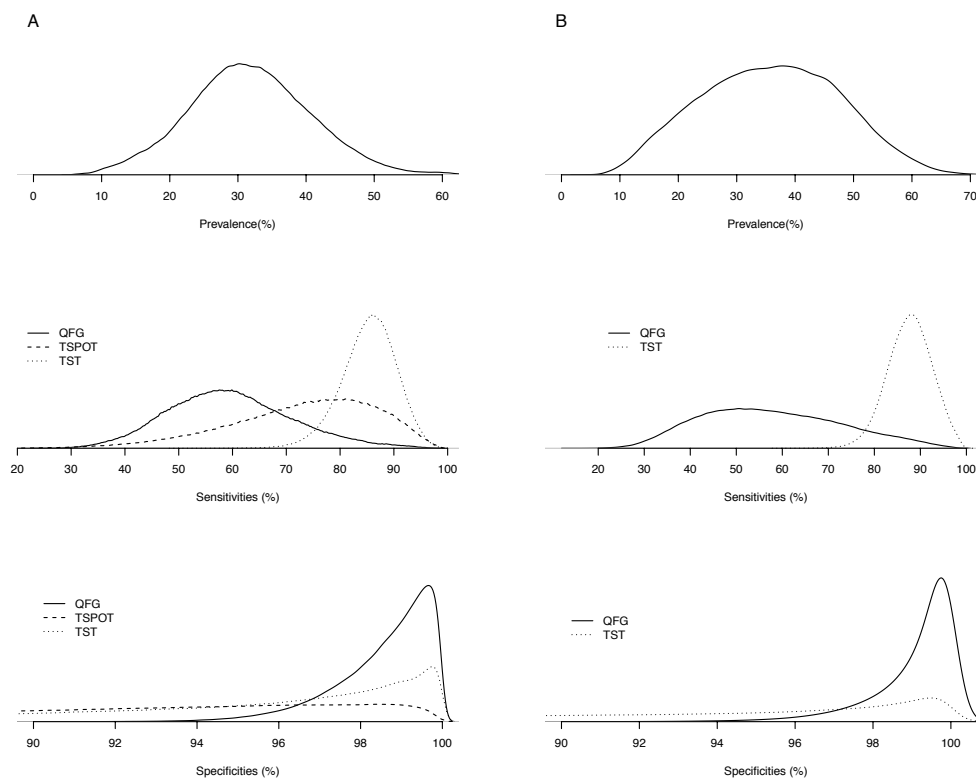 A
0 10 20 30 40 50 60
Prevalence(%)
QFG
TSPOT
TST
20 30 40 50 60 70 80 90 100
Sensitivities (%)
QFG
TSPOT
TST
90 92 94 96 98 100
Specificities (%)
B
0 10 20 30 40 50 60 70
Prevalence(%)
QFG
TST
20 30 40 50 60 70 80 90 100
Sensitivities (%)
QFG
TST
90 92 94 96 98 100
Specificities (%)